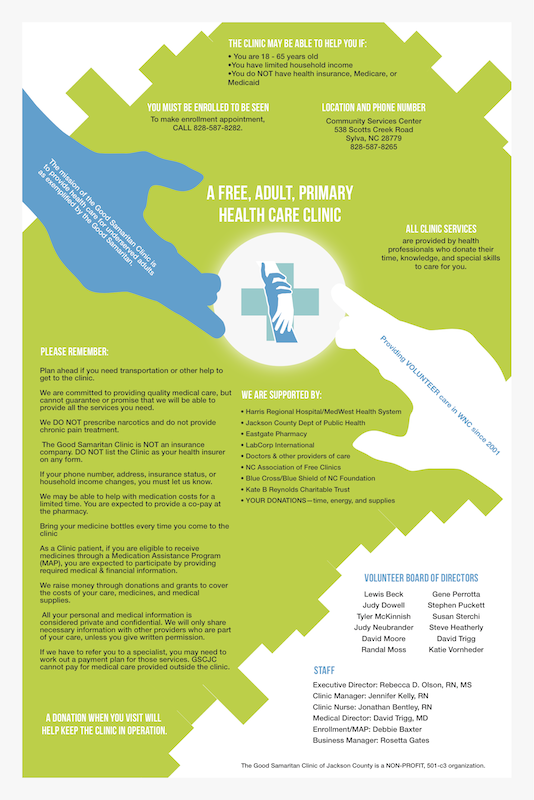 THE CLINIC MAY BE ABLE TO HELP YOU IF:
• You are 18 - 65 years old
•You have limited household income
•You do NOT have health insurance, Medicare, or
Medicaid
YOU MUST BE ENROLLED TO BE SEEN
To make enrollment appointment,
CALL 828-587-8282.
LOCATION AND PHONE NUMBER
Community Services Center
538 Scotts Creek Road
Sylva, NC 28779
828-587-8265
The mission of the Good Samaritan Clinic is
to provide health care for underserved adults
as exemplified by the Good Samaritan.
A FREE, ADULT, PRIMARY
HEALTH CARE CLINIC
ALL CLINIC SERVICES
are provided by health
professionals who donate their
time, knowledge, and special skills
to care for you.
Providing VOLUNTEER care in WNC since 2001
PLEASE REMEMBER:
Plan ahead if you need transportation or other help to
get to the clinic.
We are committed to providing quality medical care, but
cannot guarantee or promise that we will be able to
provide all the services you need.
We DO NOT prescribe narcotics and do not provide
chronic pain treatment.
The Good Samaritan Clinic is NOT an insurance
company. DO NOT list the Clinic as your health insurer
on any form.
If your phone number, address, insurance status, or
household income changes, you must let us know.
We may be able to help with medication costs for a
limited time. You are expected to provide a co-pay at
the pharmacy.
Bring your medicine bottles every time you come to the
clinic
As a Clinic patient, if you are eligible to receive
medicines through a Medication Assistance Program
(MAP), you are expected to participate by providing
required medical & financial information.
We raise money through donations and grants to cover
the costs of your care, medicines, and medical
supplies.
All your personal and medical information is
considered private and confidential. We will only share
necessary information with other providers who are part
of your care, unless you give written permission.
If we have to refer you to a specialist, you may need to
work out a payment plan for those services. GSCJC
cannot pay for medical care provided outside the clinic.
A DONATION WHEN YOU VISIT WILL
HELP KEEP THE CLINIC IN OPERATION.
WE ARE SUPPORTED BY:
• Harris Regional Hospital/MedWest Health System
• Jackson County Dept of Public Health
• Eastgate Pharmacy
• LabCorp International
• Doctors & other providers of care
• NC Association of Free Clinics
• Blue Cross/Blue Shield of NC Foundation
• Kate B Reynolds Charitable Trust
• YOUR DONATIONS—time, energy, and supplies
VOLUNTEER BOARD OF DIRECTORS
Lewis Beck
Judy Dowell
Tyler McKinnish
Judy Neubrander
David Moore
Randal Moss
Gene Perrotta
Stephen Puckett
Susan Sterchi
Steve Heatherly
David Trigg
Katie Vornheder
STAFF
Executive Director: Rebecca D. Olson, RN, MS
Clinic Manager: Jennifer Kelly, RN
Clinic Nurse: Jonathan Bentley, RN
Medical Director: David Trigg, MD
Enrollment/MAP: Debbie Baxter
Business Manager: Rosetta Gates
The Good Samaritan Clinic of Jackson County is a NON-PROFIT, 501-c3 organization.